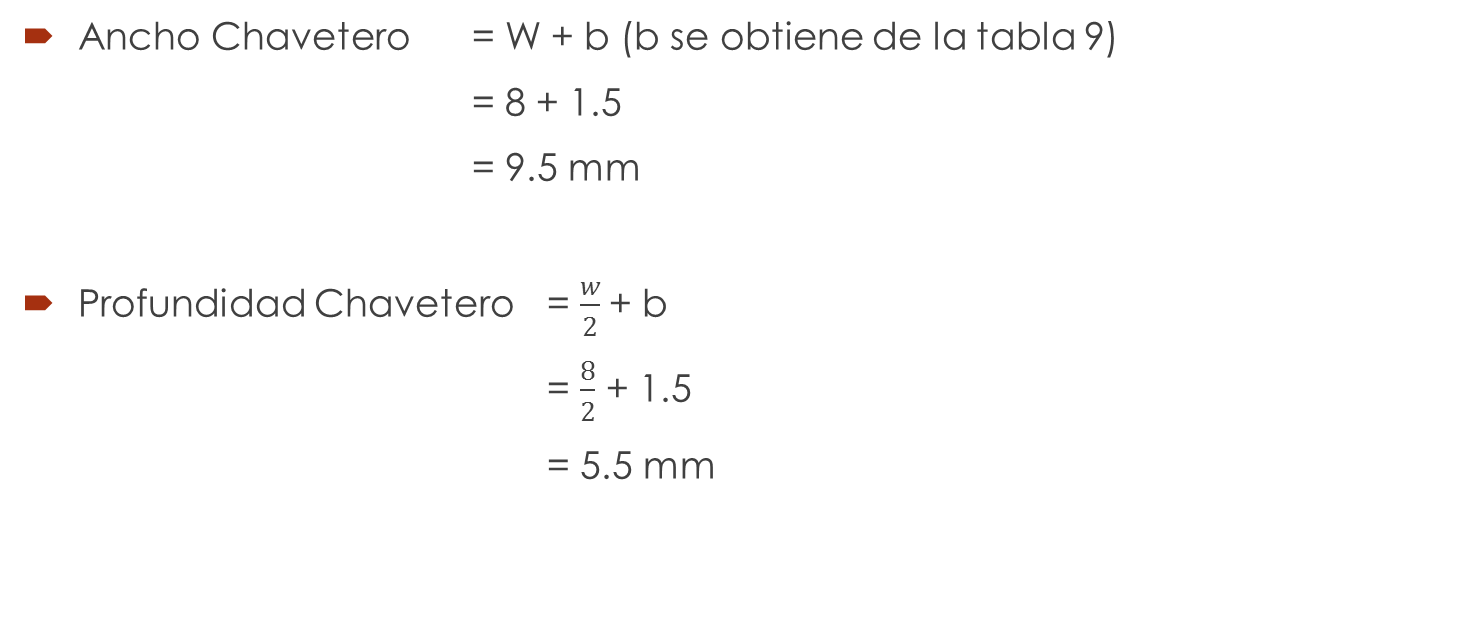 Ancho Chavetero = W + b (b se obtiene de la tabla 9)
= 8 + 1.5
= 9.5 mm
Profundidad Chavetero = w/2 + b
= 8/2 + 1.5
= 5.5 mm